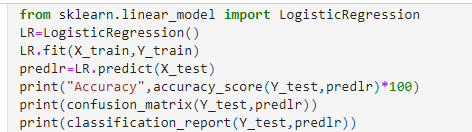 from sklearn.linear_model import LogisticRegression
LR=LogisticRegression()
LR.fit(X_train,Y_train)
predlr=LR.predict(X_test)
print("Accuracy",accuracy_score(Y_test,predlr)*100)
print(confusion_matrix(Y_test,predlr))
print(classification_report(Y_test,predlr))